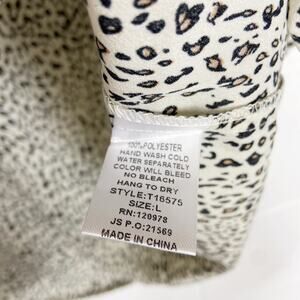 100% POLYESTER
HAND WASH COLD
WATER SEPARATELY
COLOR WILL BLEED
NO BLEACH
HANG TO DRY
STYLE:T16575
SIZE:L
RN:120978
JS P.O:21569
MADE IN CHINA